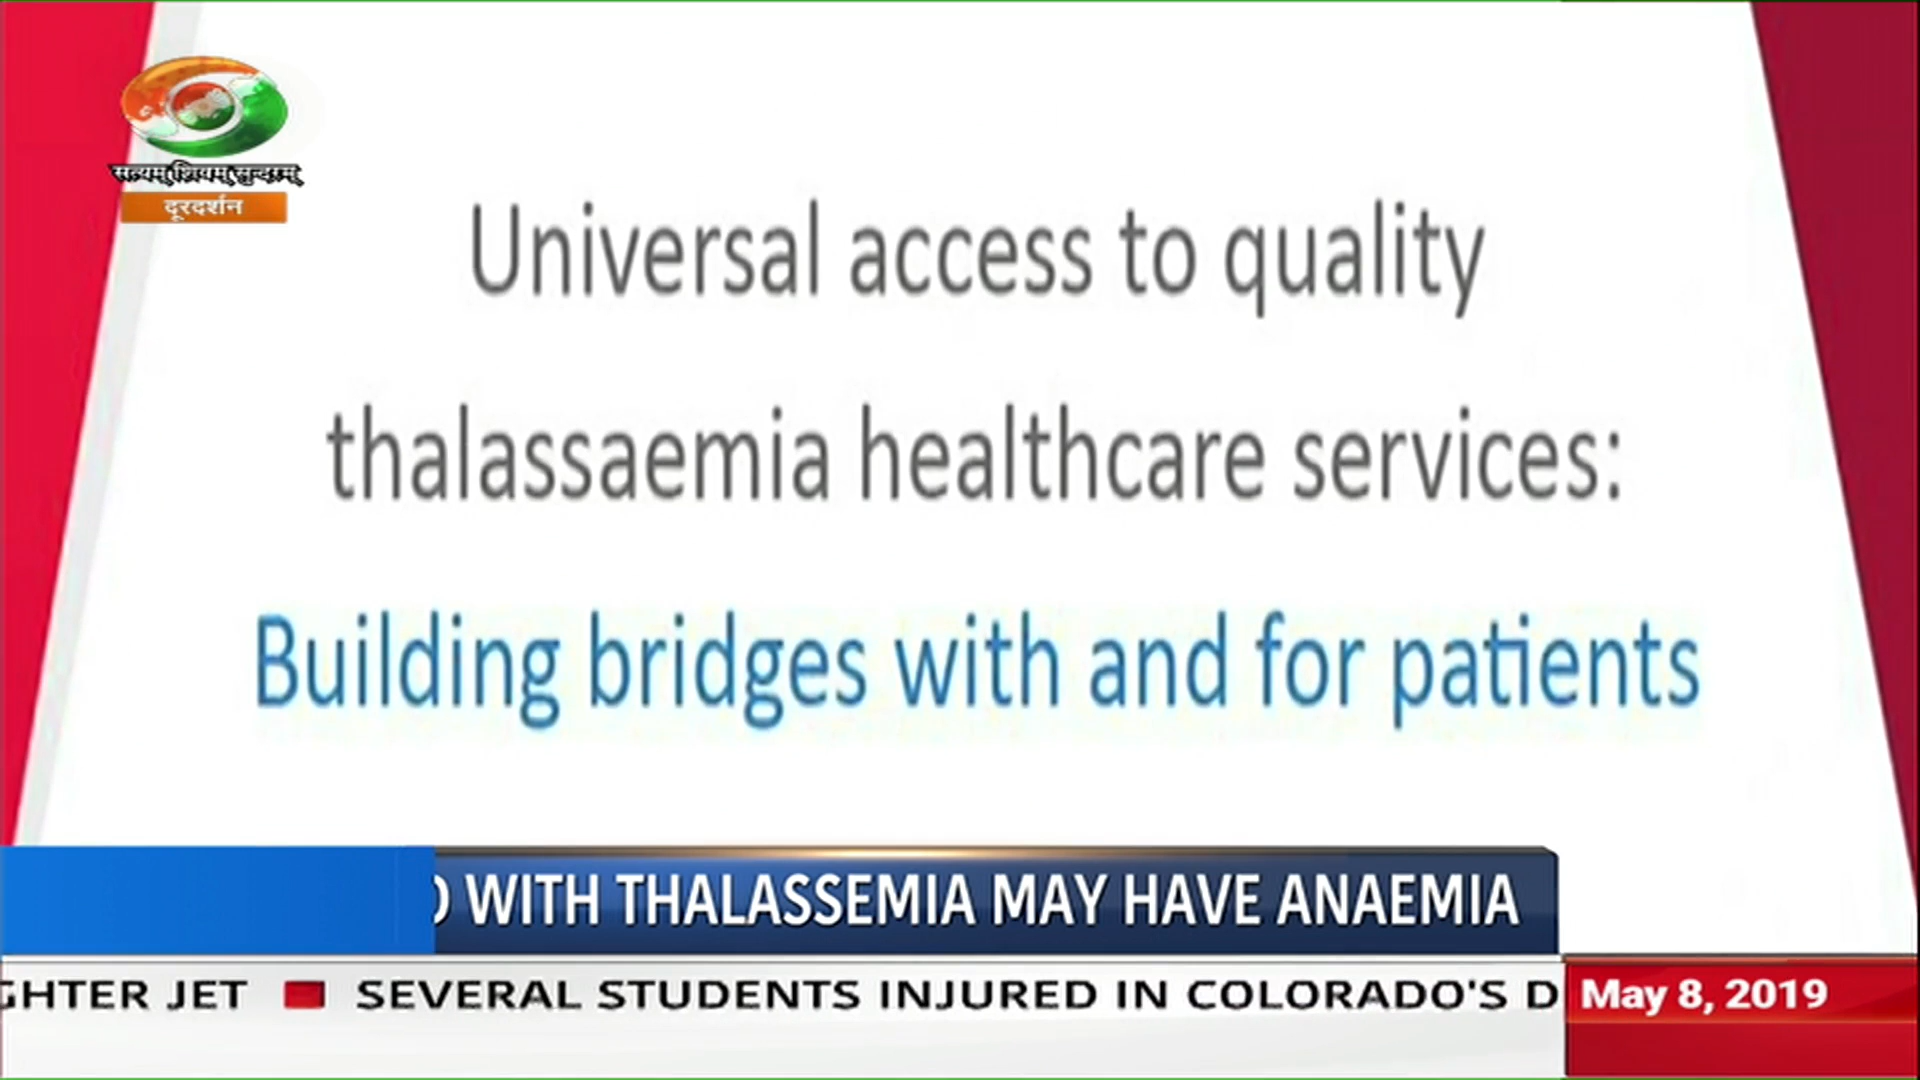 सत्यम् शिवम् सुन्दरम्
दूरदर्शन
Universal access to quality
thalassaemia healthcare services:
Building bridges with and for patients
WITH THALASSEMIA MAY HAVE ANAEMIA
GHTER JET
SEVERAL STUDENTS INJURED IN COLORADO'S D
May 8, 2019